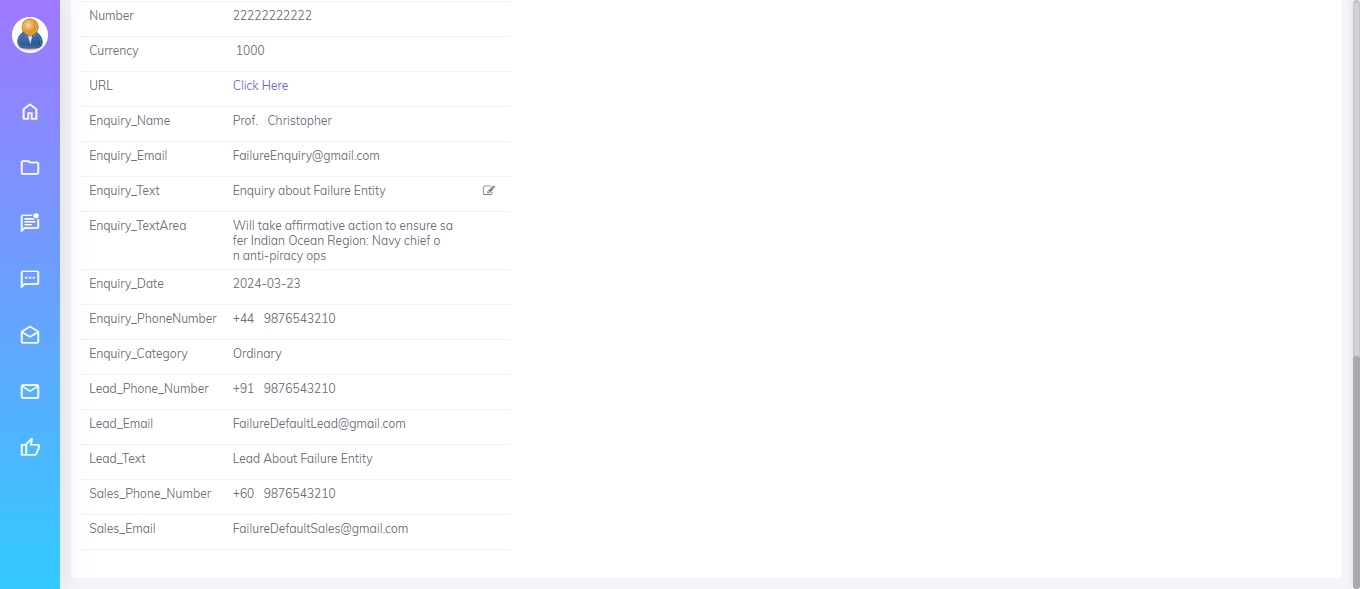 Number 22222222222
Currency 1000
URL Click Here
Enquiry_Name Prof. Christopher
Enquiry_Email FailureEnquiry@gmail.com
Enquiry_Text Enquiry about Failure Entity
Enquiry_TextArea Will take affirmative action to ensure sa
fer Indian Ocean Region: Navy chief o
n anti-piracy ops
Enquiry_Date 2024-03-23
Enquiry_PhoneNumber +44 9876543210
Enquiry_Category Ordinary
Lead_Phone_Number +91 9876543210
Lead_Email FailureDefaultLead@gmail.com
Lead_Text Lead About Failure Entity
Sales_Phone_Number +60 9876543210
Sales_Email FailureDefaultSales@gmail.com